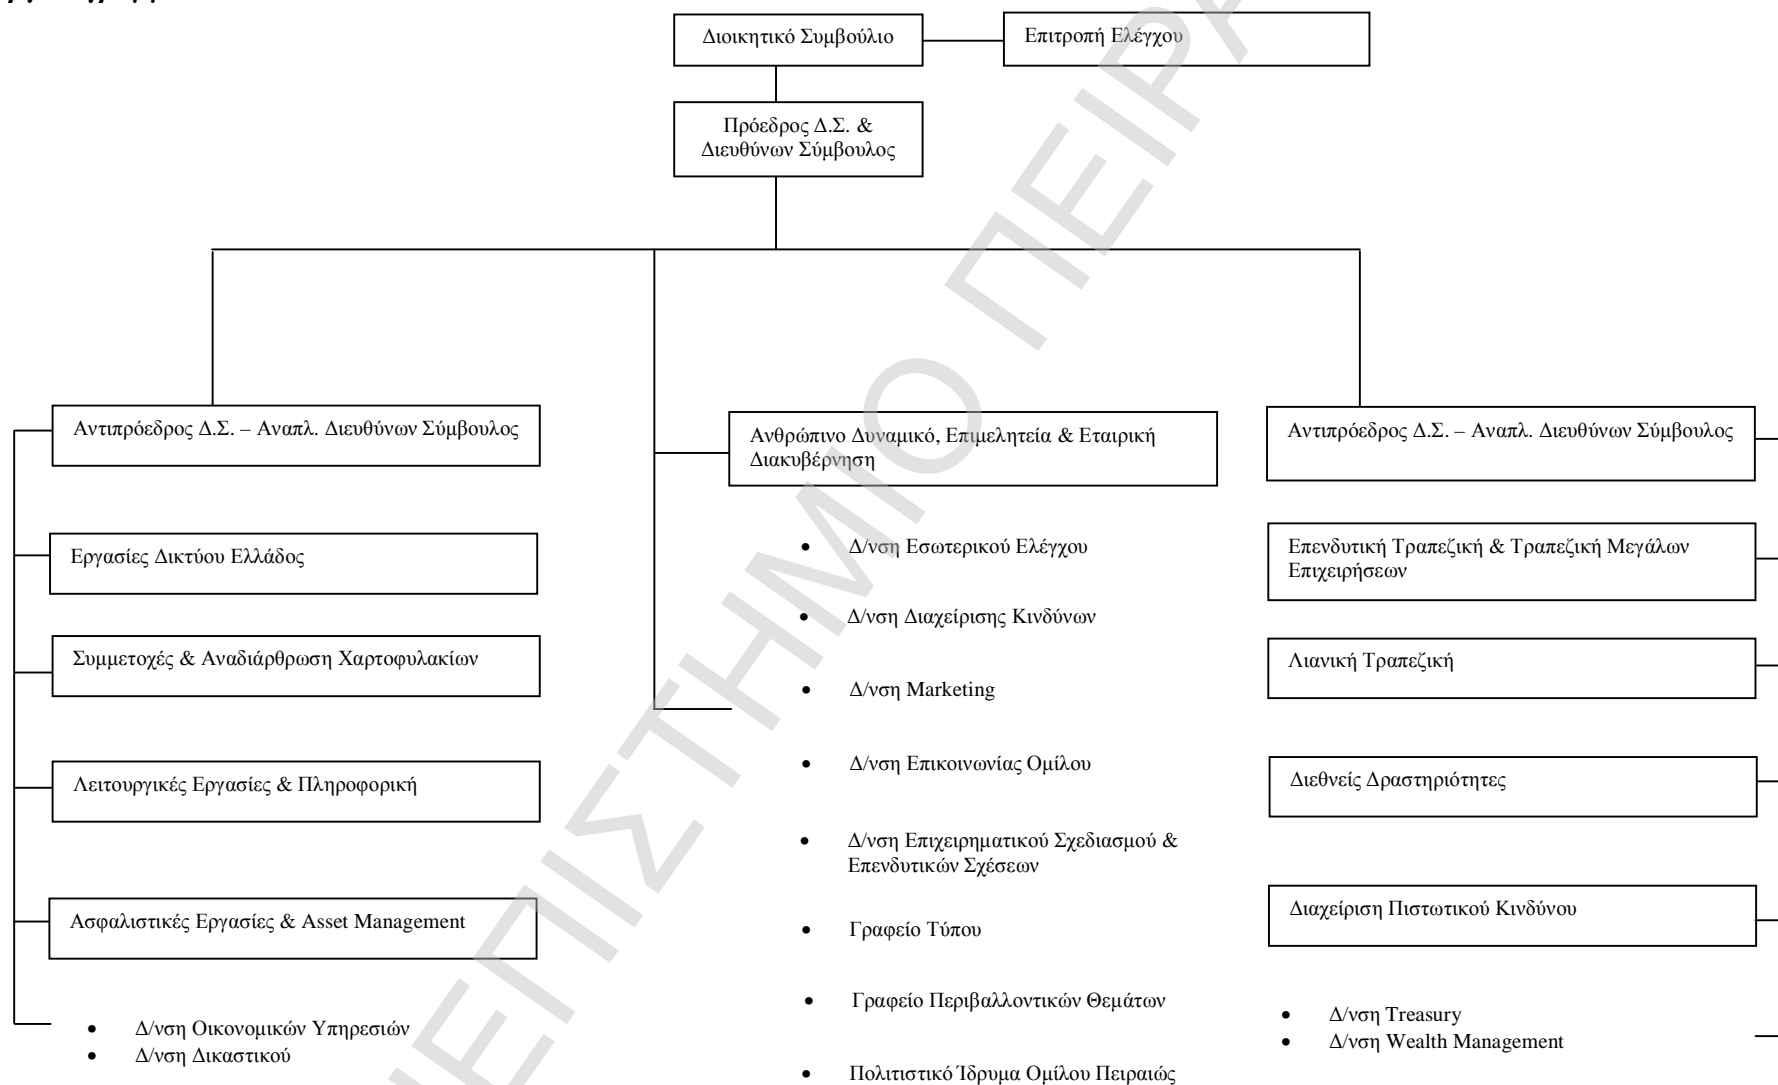 Διοικητικό Συμβούλιο
Επιτροπή Ελέγχου
Πρόεδρος Δ.Σ. &
Διευθύνων Σύμβουλος
Αντιπρόεδρος Δ.Σ. – Αναπλ. Διευθύνων Σύμβουλος
Εργασίες Δικτύου Ελλάδος
Συμμετοχές & Αναδιάρθρωση Χαρτοφυλακίων
Λειτουργικές Εργασίες & Πληροφορική
Ασφαλιστικές Εργασίες & Asset Management
• Δ/νση Οικονομικών Υπηρεσιών
• Δ/νση Δικαστικού
Ανθρώπινο Δυναμικό, Επιμελητεία & Εταιρική
Διακυβέρνηση
• Δ/νση Εσωτερικού Ελέγχου
• Δ/νση Διαχείρισης Κινδύνων
• Δ/νση Marketing
• Δ/νση Επικοινωνίας Ομίλου
• Δ/νση Επιχειρηματικού Σχεδιασμού &
Επενδυτικών Σχέσεων
• Γραφείο Τύπου
• Γραφείο Περιβαλλοντικών Θεμάτων
• Πολιτιστικό Ίδρυμα Ομίλου Πειραιώς
Αντιπρόεδρος Δ.Σ. – Αναπλ. Διευθύνων Σύμβουλος
Επενδυτική Τραπεζική & Τραπεζική Μεγάλων
Επιχειρήσεων
Λιανική Τραπεζική
Διεθνείς Δραστηριότητες
Διαχείριση Πιστωτικού Κινδύνου
• Δ/νση Treasury
• Δ/νση Wealth Management
ΝΕΠΙΣΤΗΜΙΟ ΠΕΙΡΑ